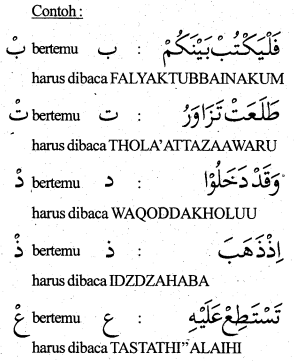 Contoh :
بْ bertemu ب : فَلْيَكْتُبْ بَيْنَكُمْ
harus dibaca FALYAKTUBBAINAKUM
تْ bertemu ت : طَلَعَتْ تَزَاوَرُ
harus dibaca THOLA'ATTAZAAWARU
دْ bertemu د : وَقَدْ دَخَلُوْا
harus dibaca WAQODDAKHOLUU
ذْ bertemu ذ : اِذْذَهَبَ
harus dibaca IDZDZAHABA
عْ bertemu ع : تَسْتَطِعْ عَلَيْهِ
harus dibaca TASTATHI'' ALAIHI